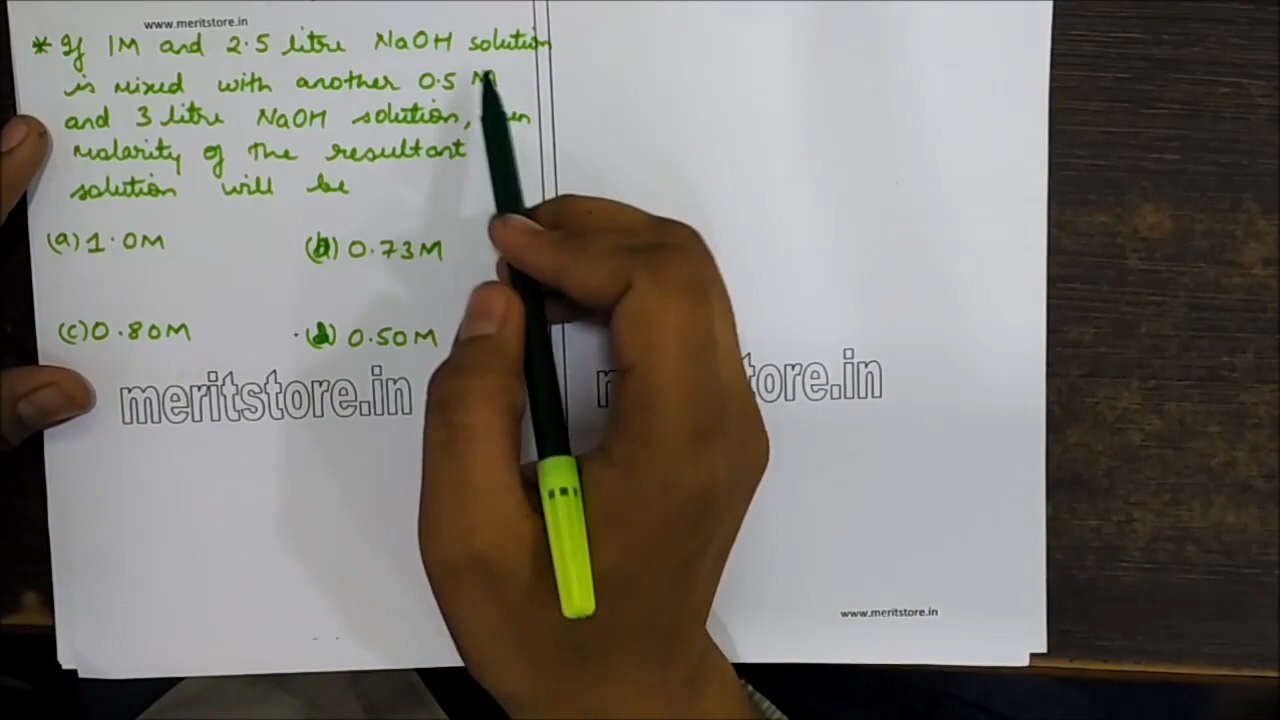 www.meritstore.in
* If 1M and 2.5 litre NaOH solution
is mixed with another 0.5 M
and 3 litre NaOH solution,
molarity of the resultant
solution will be
(a) 1.0M (b) 0.73M
(c) 0.80M (d) 0.50M
meritstore.in
www.meritstore.in